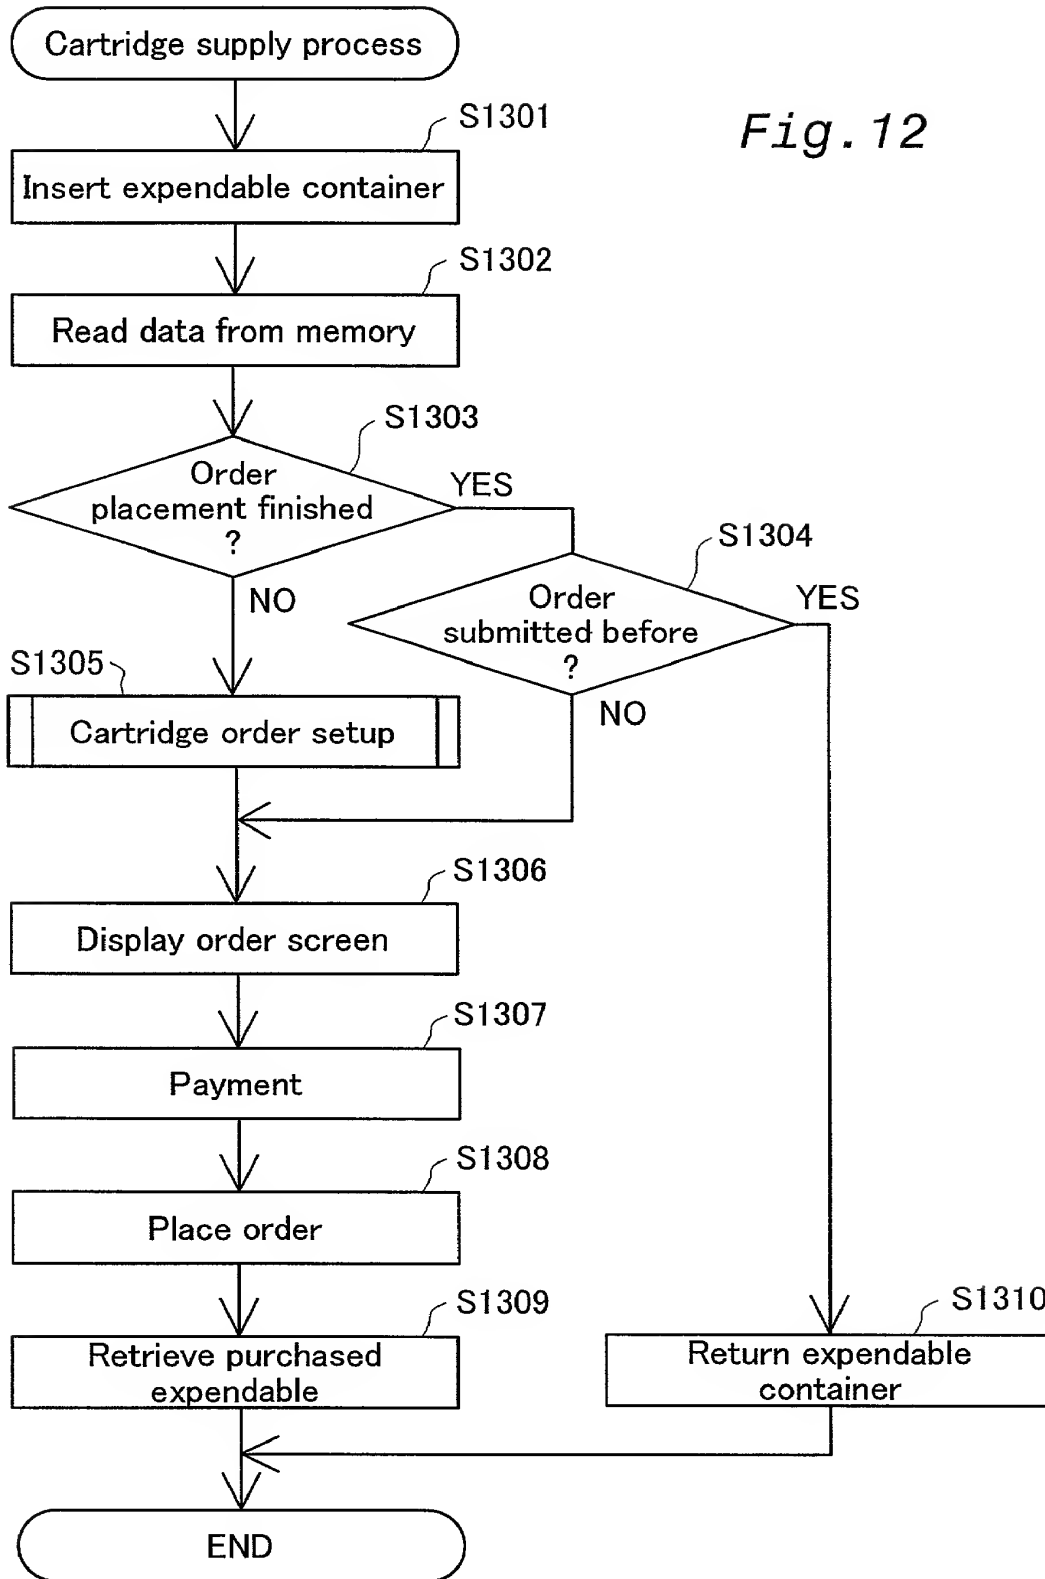 Cartridge supply process
Fig.12
S1301
Insert expendable container
S1302
Read data from memory
S1303
Order
placement finished
?
YES
NO
S1304
Order
submitted before
?
YES
NO
S1305
Cartridge order setup
S1306
Display order screen
S1307
Payment
S1308
Place order
S1309
Retrieve purchased
expendable
S1310
Return expendable
container
END